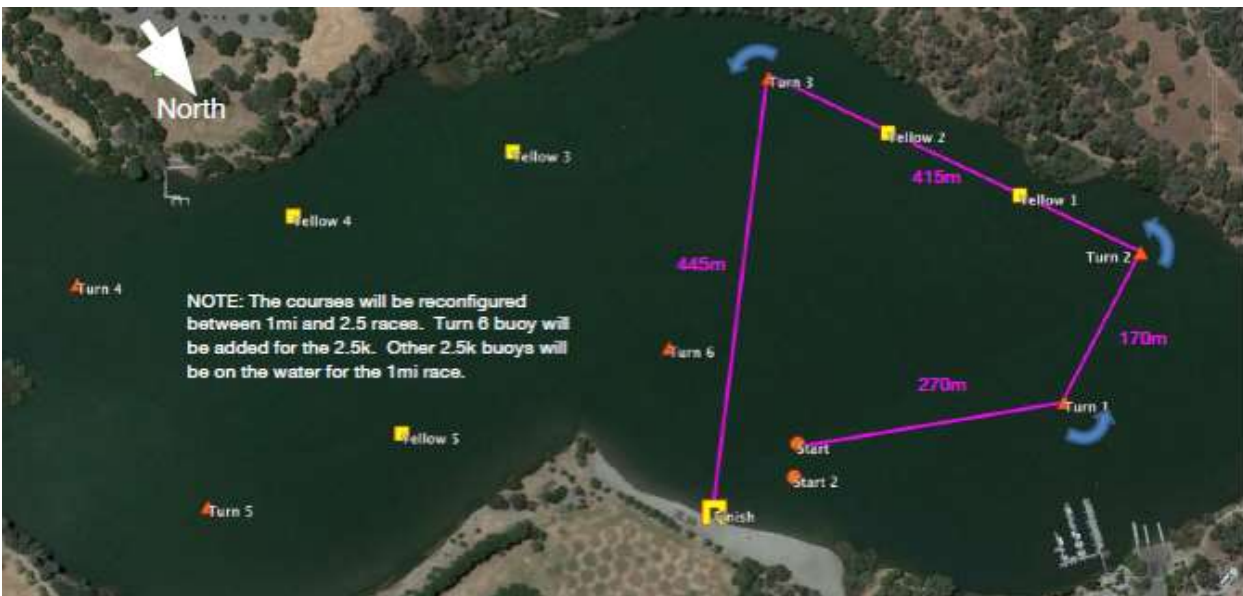 North
Turn 3
Yellow 2
Yellow 3
415m
Yellow 1
Yellow 4
Turn 2
445m
Turn 4
NOTE: The courses will be reconfigured
between 1mi and 2.5 races. Turn 6 buoy will
be added for the 2.5k. Other 2.5k buoys will
be on the water for the 1mi race.
170m
Turn 6
270m
Turn 1
Yellow 5
Start
Start 2
Turn 5
Finish